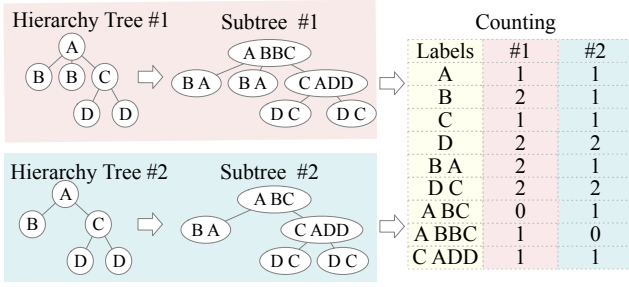 Hierarchy Tree #1
Subtree #1
A
B
B
C
D
D
A BBC
B A
B A
C ADD
D C
D C
Hierarchy Tree #2
Subtree #2
A
B
C
D
D
A BC
B A
C ADD
D C
D C
Counting
Labels #1 #2
A 1 1
B 2 1
C 1 1
D 2 2
B A 2 1
D C 2 2
A BC 0 1
A BBC 1 0
C ADD 1 1